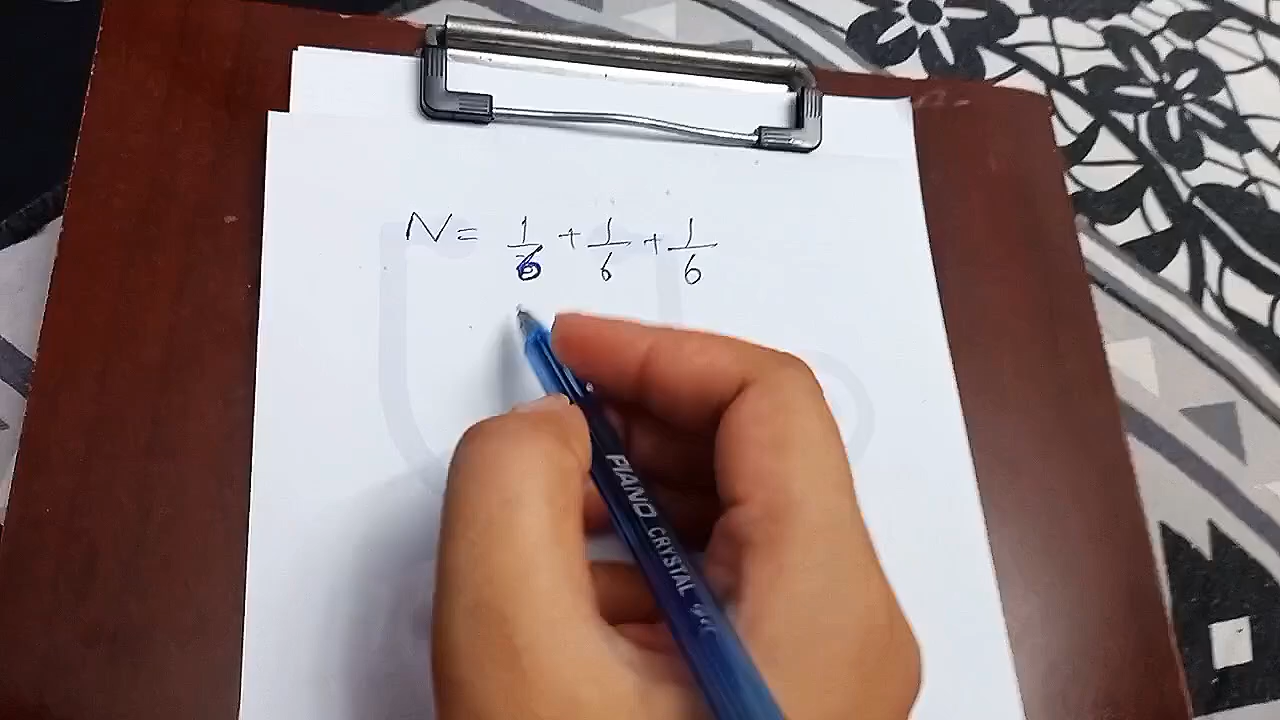 N = 1/6 + 1/6 + 1/6
PIANO CRYSTAL